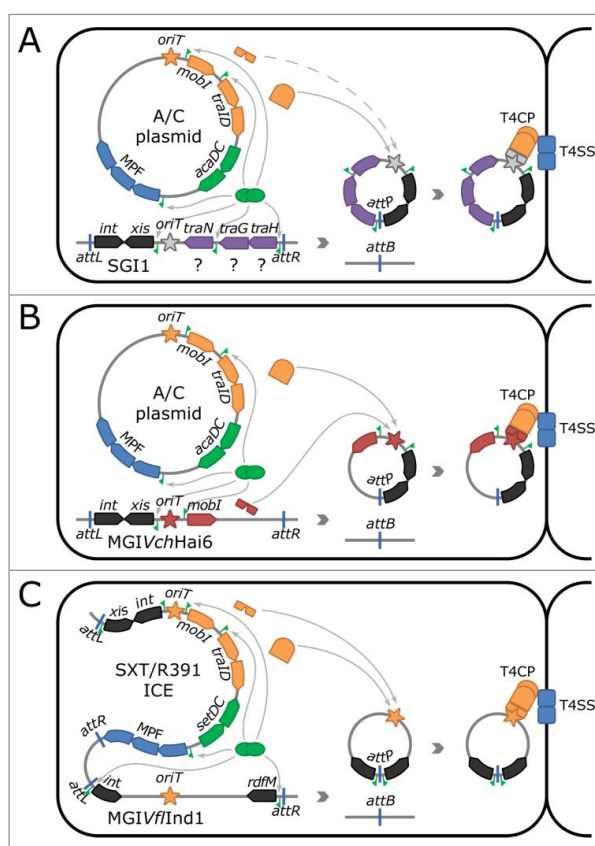 A
oriT
mobI
traID
A/C
plasmid
acaDC
MPF
T4CP
T4SS
int xis oriT traN traG traH
attL SGI1 ? ? ? attR
attP
attB
B
oriT
mobI
traID
A/C
plasmid
acaDC
MPF
T4CP
T4SS
int xis oriT mobI
attL attR
MGIVchHai6
attP
attB
C
xis int oriT
attL mobI
traID
SXT/R391
ICE
setDC
attR MPF
T4CP
T4SS
attL int oriT rdfM
attR
MGIVflInd1
attP
attB